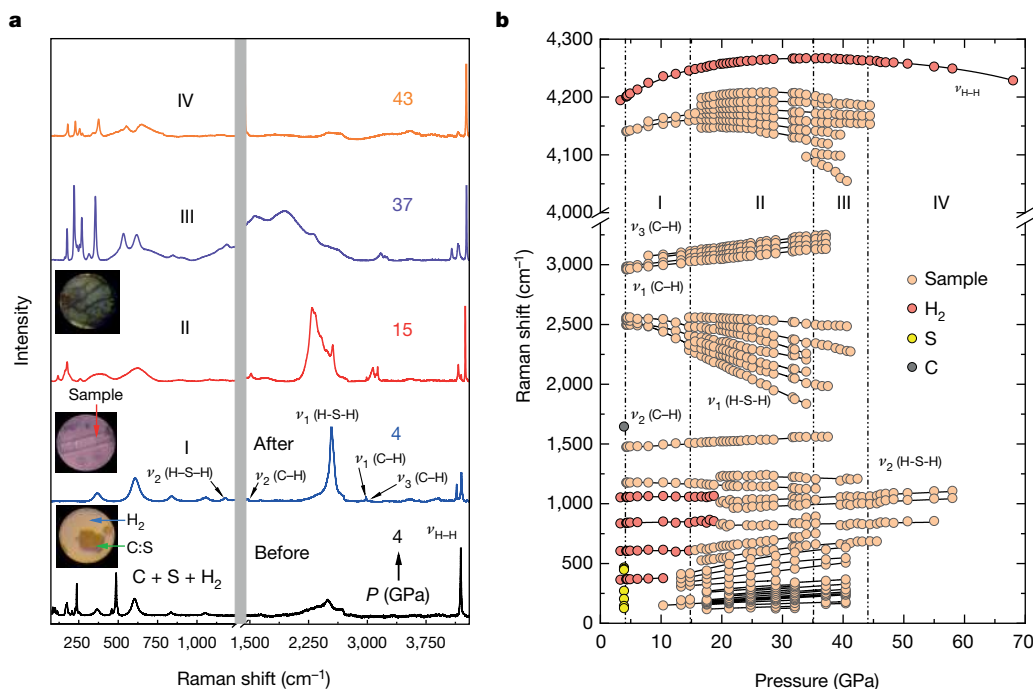 a
IV
43
III
37
II
15
Sample
ν1 (H-S-H)
I
After
4
ν2 (H–S–H)
ν2 (C–H)
ν1 (C–H)
ν3 (C–H)
H2
C:S
Before
4
νH–H
C + S + H2
P (GPa)
Intensity
250 500 750 1,000 1,500 2,250 3,000 3,750
Raman shift (cm−1)
b
4,300
4,200
4,100
4,000
3,000
2,500
2,000
1,500
1,000
500
0
Raman shift (cm−1)
νH–H
I II III IV
ν3 (C–H)
ν1 (C–H)
ν1 (H-S-H)
ν2 (C–H)
ν2 (H–S–H)
Sample
H2
S
C
0 10 20 30 40 50 60 70
Pressure (GPa)